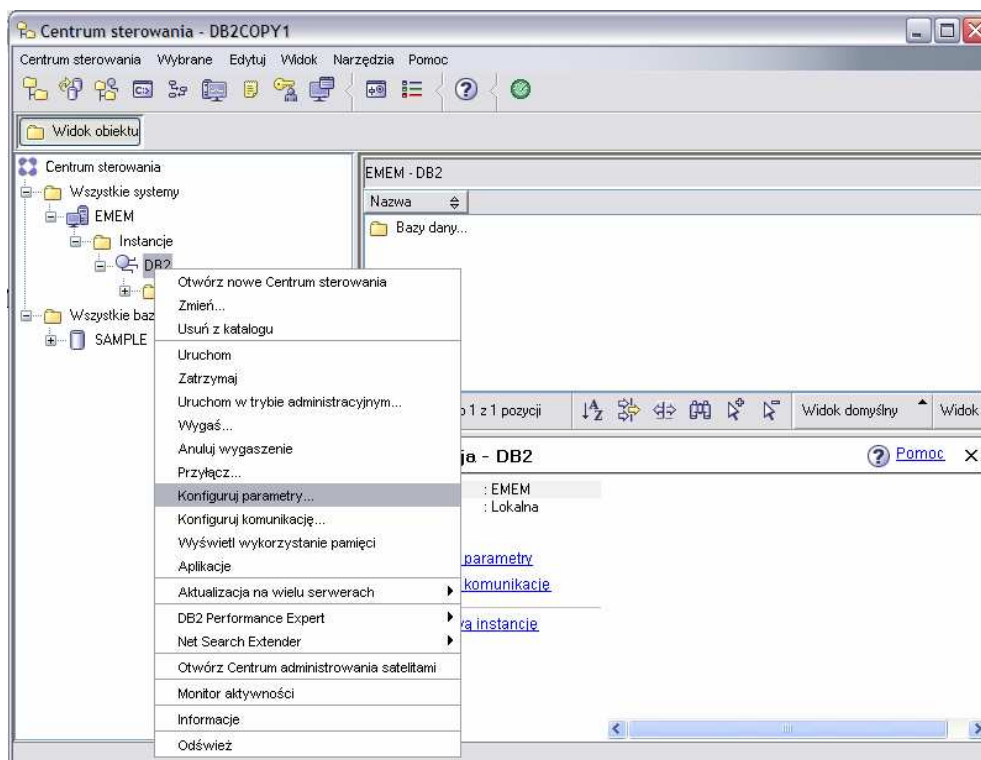 Centrum sterowania - DB2COPY1
Centrum sterowania Wybrane Edytuj Widok Narzędzia Pomoc
Widok obiektu
Centrum sterowania
Wszystkie systemy
EMEM
Instancje
DB2
Wszystkie baz
SAMPLE
EMEM - DB2
Nazwa
Bazy dany...
Otwórz nowe Centrum sterowania
Zmień...
Usuń z katalogu
Uruchom
Zatrzymaj
Uruchom w trybie administracyjnym...
Wygaś...
Anuluj wygaszenie
Przyłącz...
Konfiguruj parametry...
Konfiguruj komunikację...
Wyświetl wykorzystanie pamięci
Aplikacje
Aktualizacja na wielu serwerach
DB2 Performance Expert
Net Search Extender
Otwórz Centrum administrowania satelitami
Monitor aktywności
Informacje
Odśwież
1 z 1 pozycji
Widok domyślny
Widok
ja - DB2
Pomoc
: EMEM
: Lokalna
parametry
komunikację
instancję